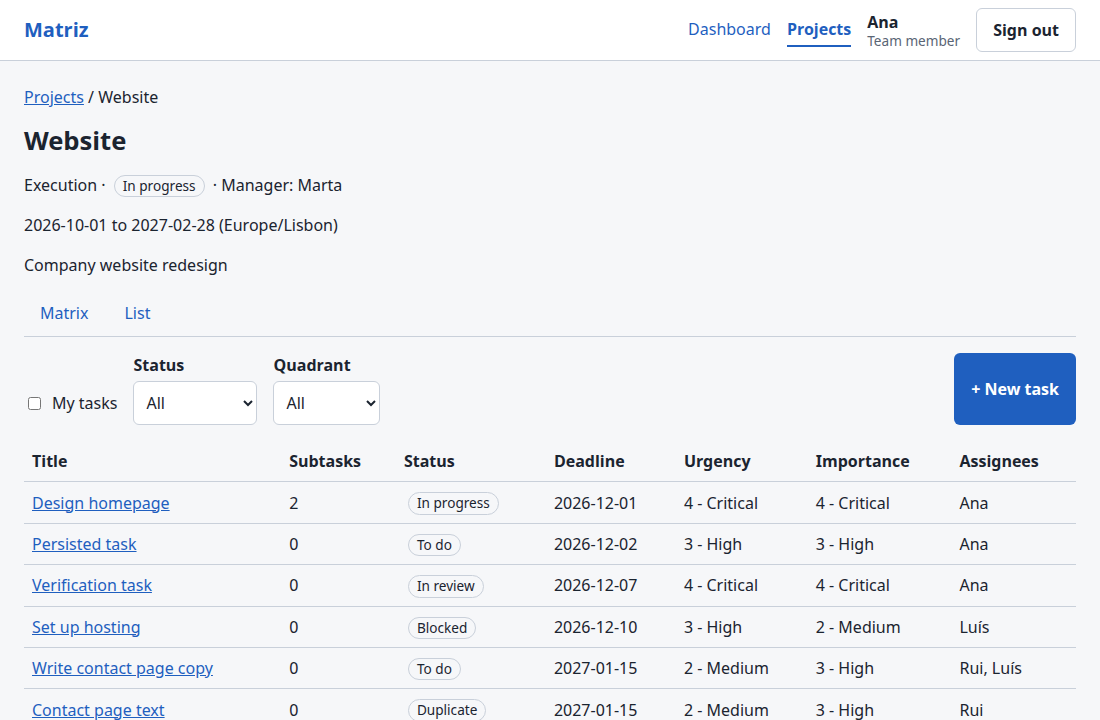 Matriz
Dashboard Projects Ana Team member Sign out
Projects / Website
Website
Execution · In progress · Manager: Marta
2026-10-01 to 2027-02-28 (Europe/Lisbon)
Company website redesign
Matrix List
Status Quadrant
My tasks All All + New task
Title Subtasks Status Deadline Urgency Importance Assignees
Design homepage 2 In progress 2026-12-01 4 - Critical 4 - Critical Ana
Persisted task 0 To do 2026-12-02 3 - High 3 - High Ana
Verification task 0 In review 2026-12-07 4 - Critical 4 - Critical Ana
Set up hosting 0 Blocked 2026-12-10 3 - High 2 - Medium Luís
Write contact page copy 0 To do 2027-01-15 2 - Medium 3 - High Rui, Luís
Contact page text 0 Duplicate 2027-01-15 2 - Medium 3 - High Rui